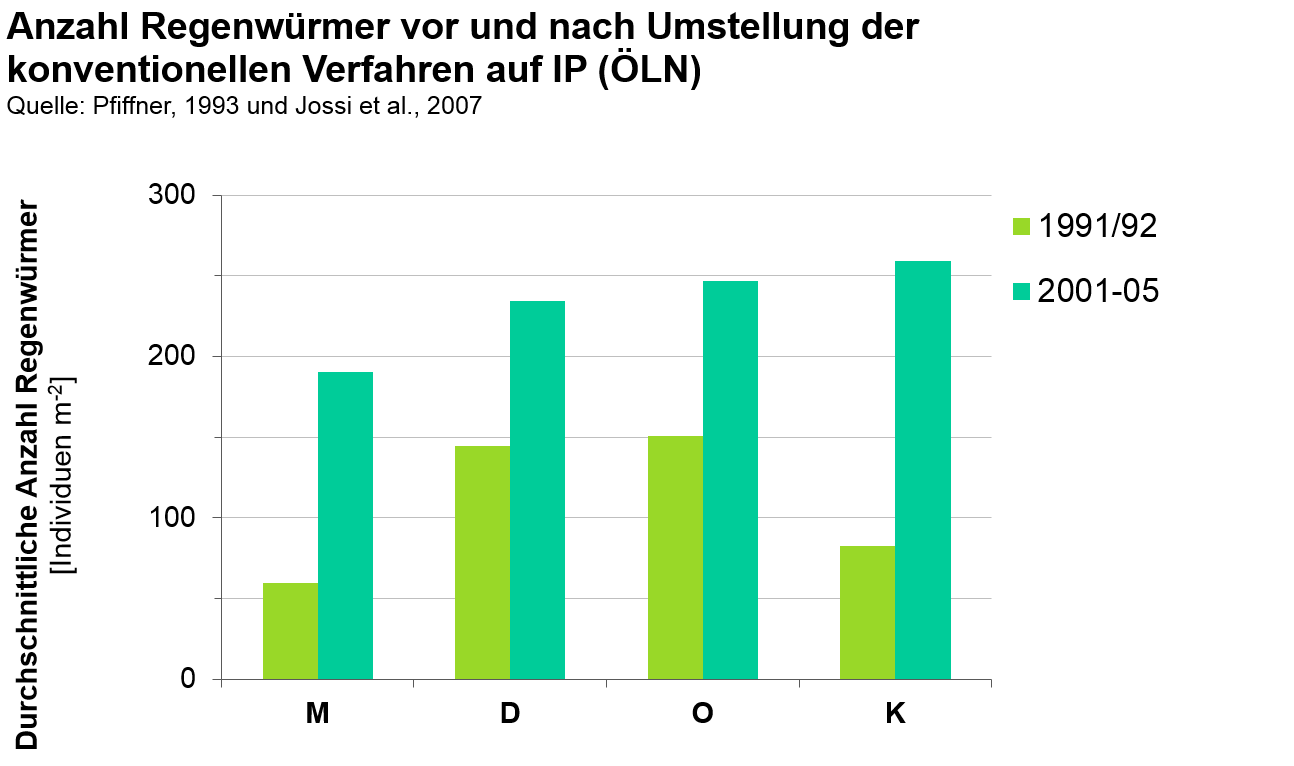 Anzahl Regenwürmer vor und nach Umstellung der
konventionellen Verfahren auf IP (ÖLN)
Quelle: Pfiffner, 1993 und Jossi et al., 2007
Durchschnittliche Anzahl Regenwürmer
[Individuen m-2]
300
200
100
0
M D O K
1991/92
2001-05